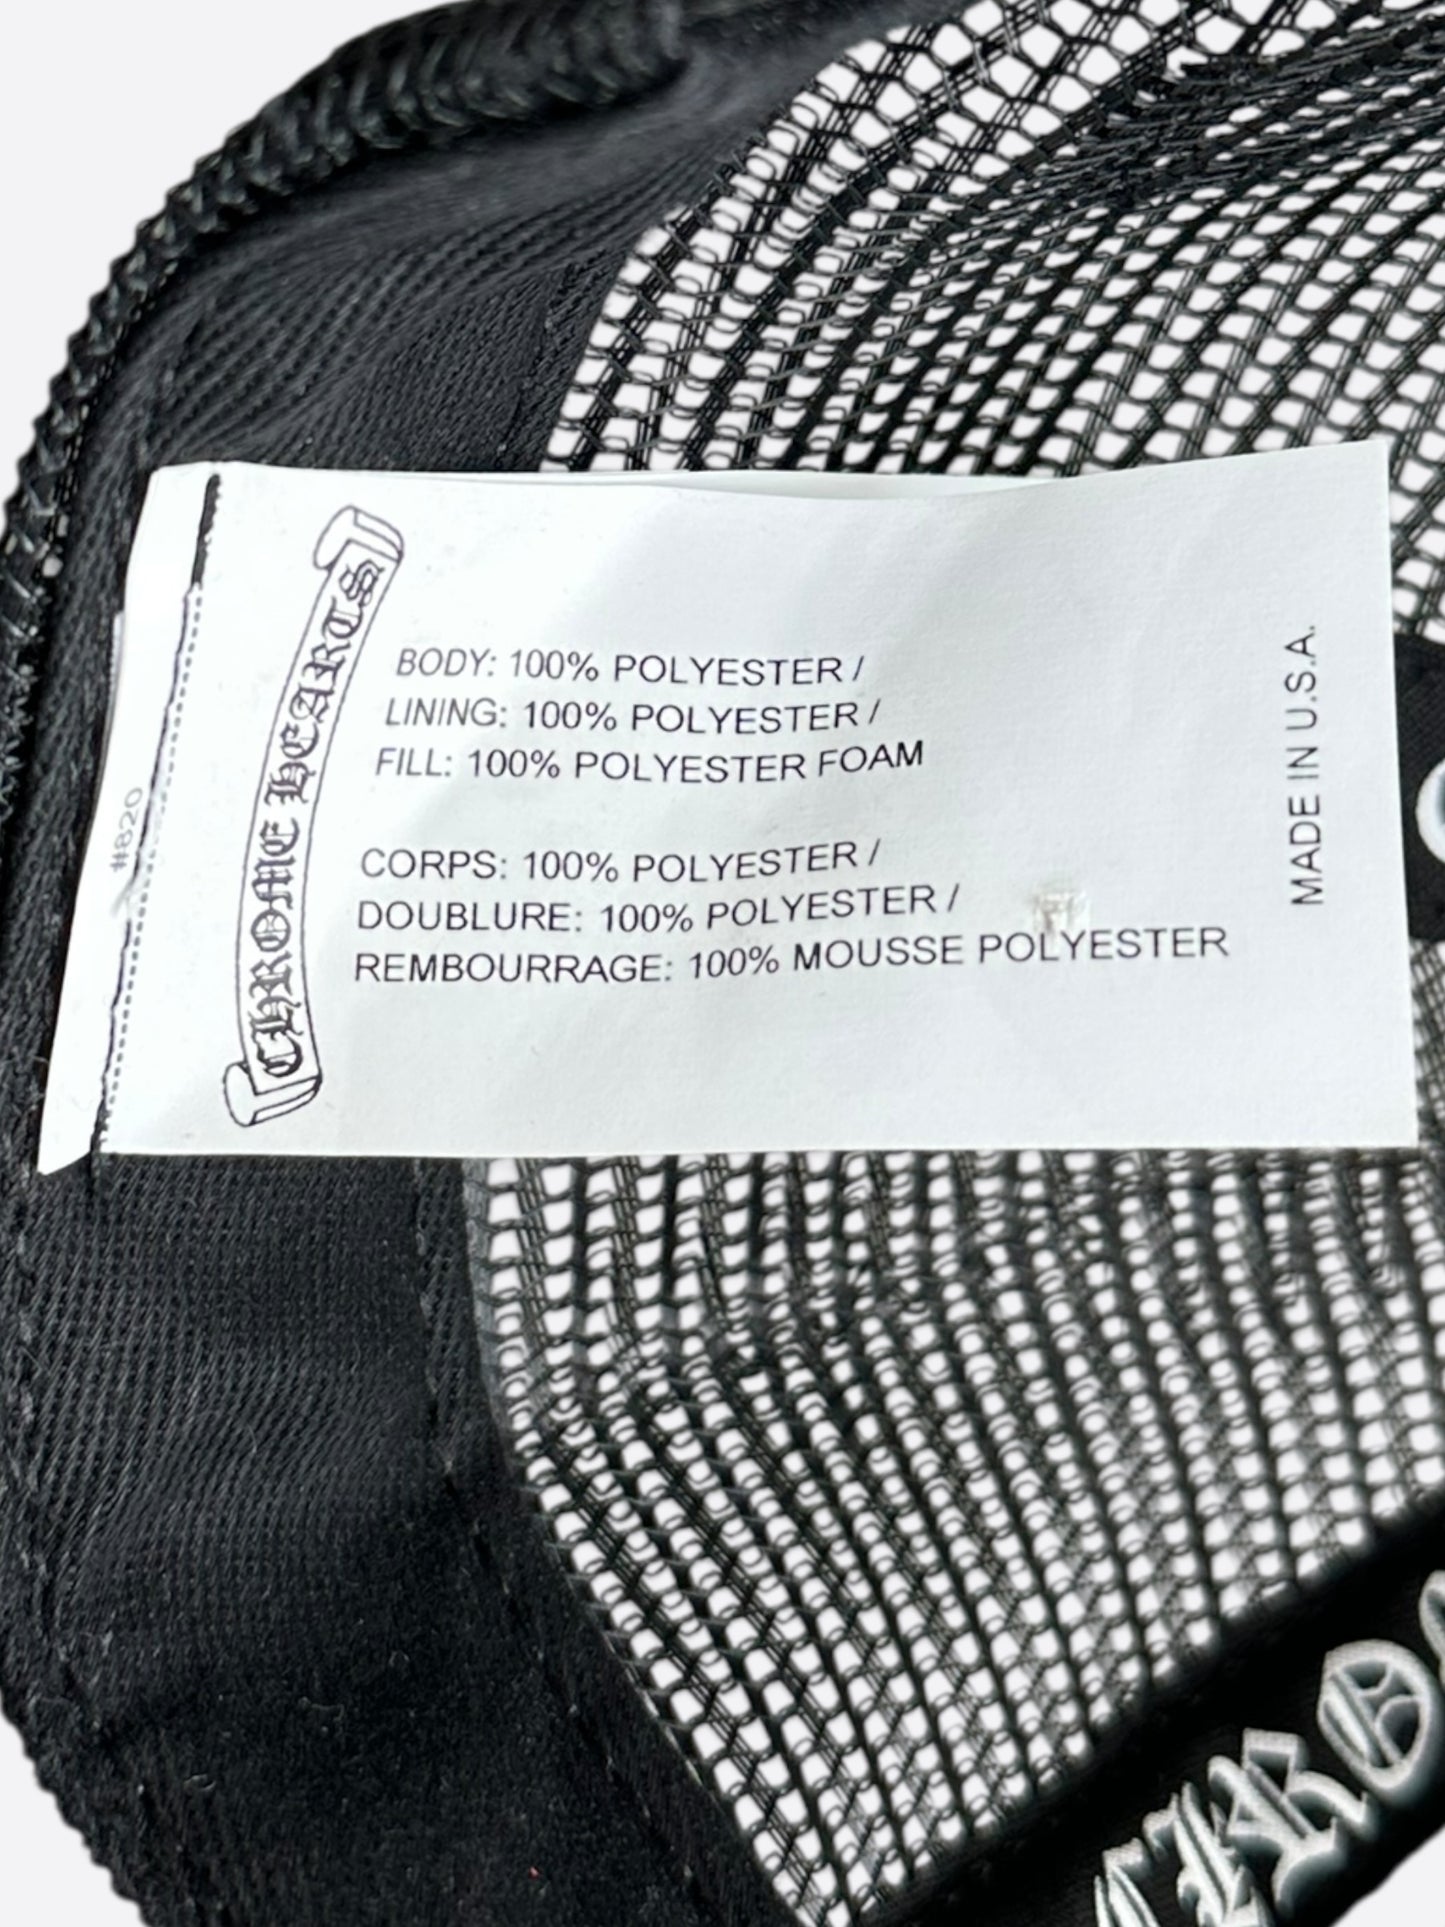 CHROME HEARTS
BODY: 100% POLYESTER /
LINING: 100% POLYESTER /
FILL: 100% POLYESTER FOAM
CORPS: 100% POLYESTER /
DOUBLURE: 100% POLYESTER /
REMBOURRAGE: 100% MOUSSE POLYESTER
MADE IN U.S.A.
#820